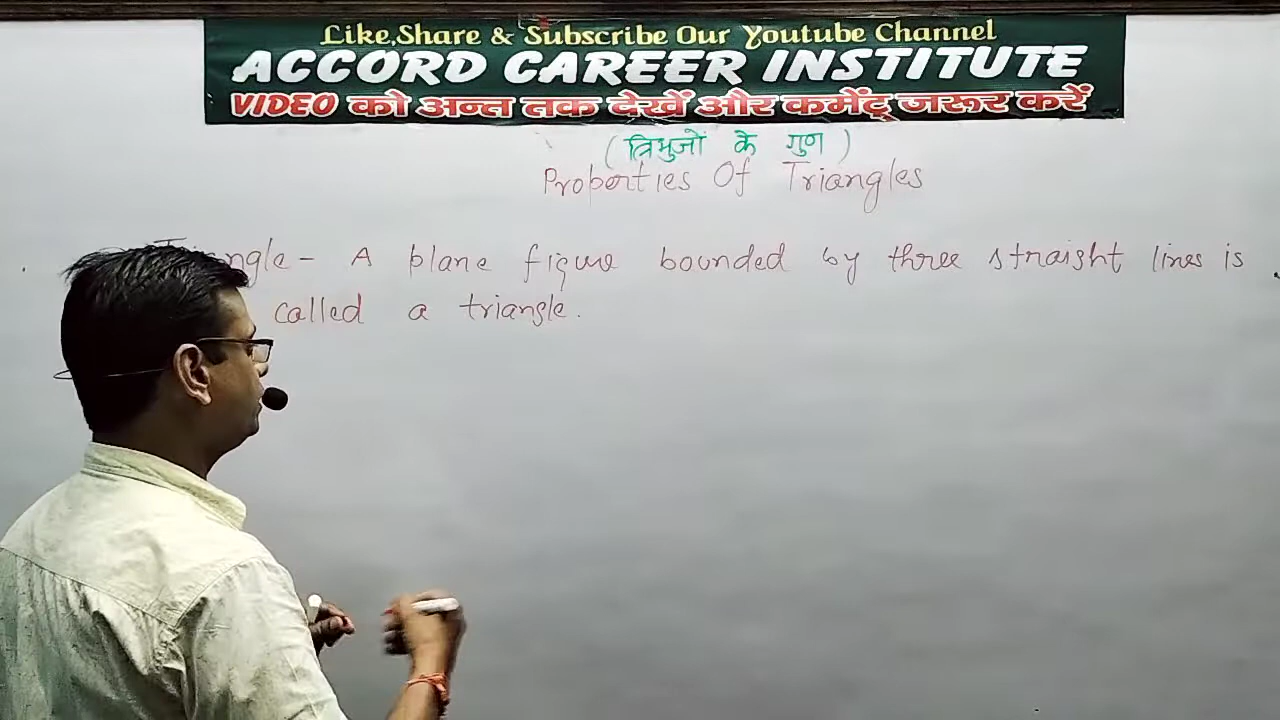 Like,Share & Subscribe Our Youtube Channel
ACCORD CAREER INSTITUTE
VIDEO को अन्त तक देखें और कमेंट् जरूर करें
(त्रिभुजों के गुण)
Properties Of Triangles
Triangle - A plane figure bounded by three straight lines is
called a triangle.